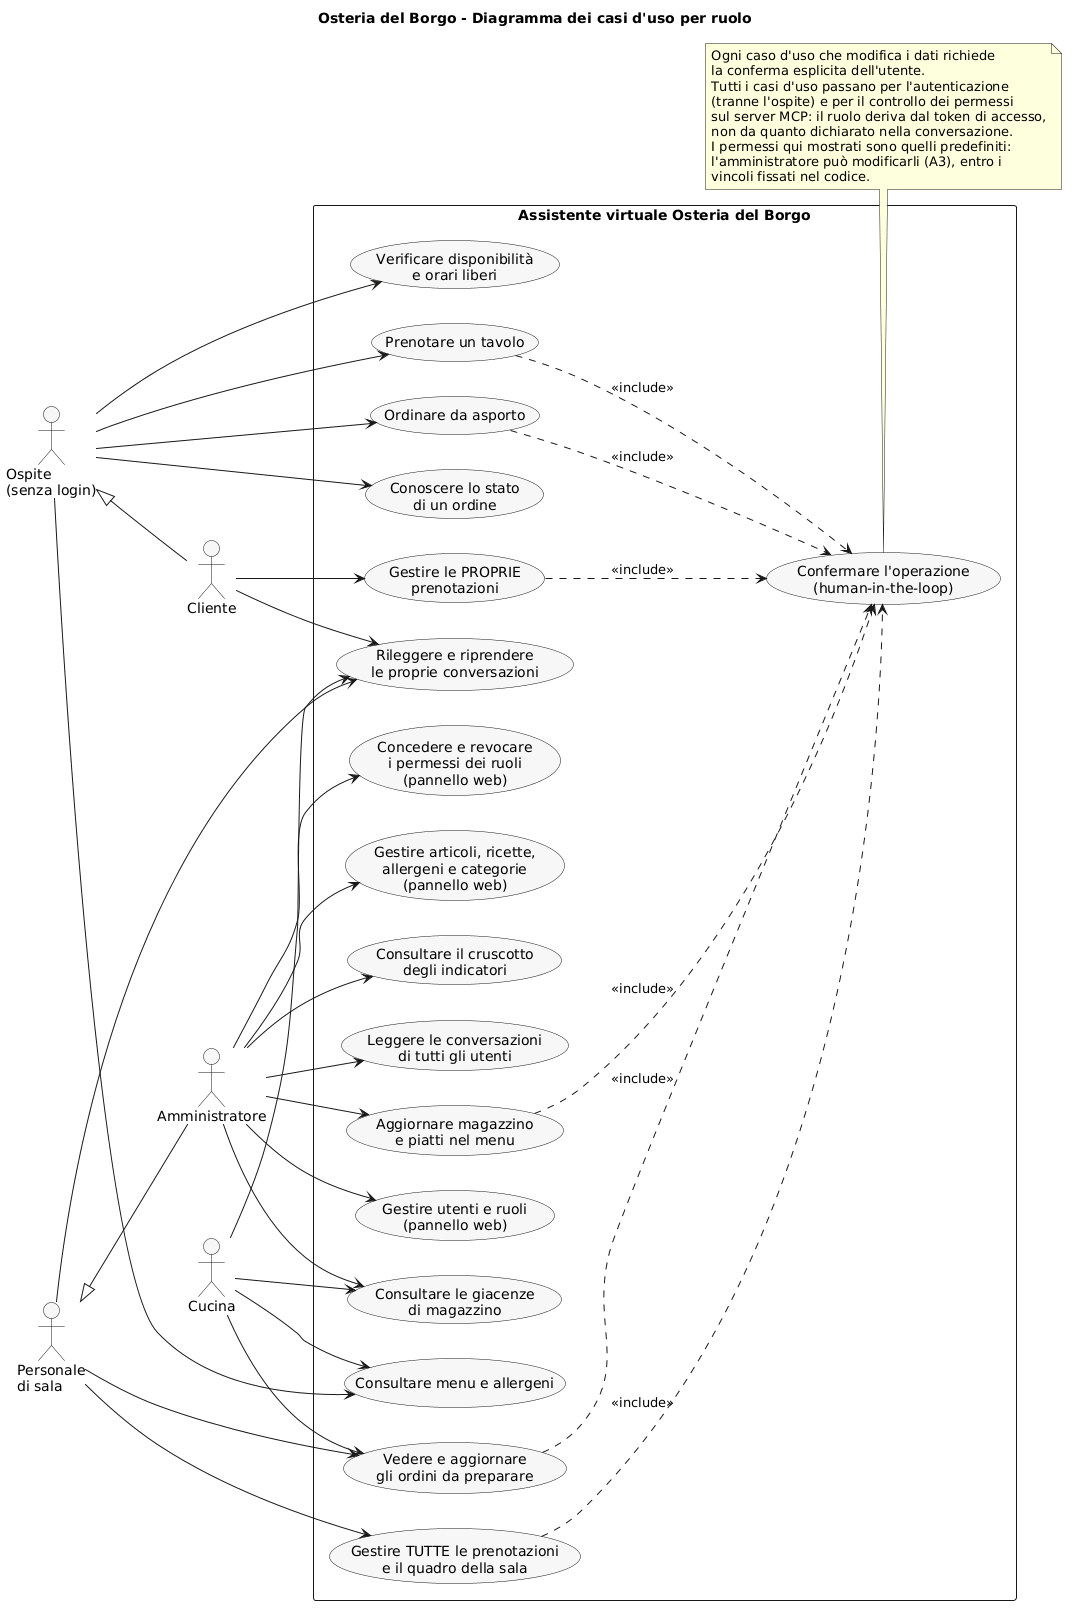 Osteria del Borgo - Diagramma dei casi d'uso per ruolo
Ogni caso d'uso che modifica i dati richiede
la conferma esplicita dell'utente.
Tutti i casi d'uso passano per l'autenticazione
(tranne l'ospite) e per il controllo dei permessi
sul server MCP: il ruolo deriva dal token di accesso,
non da quanto dichiarato nella conversazione.
I permessi qui mostrati sono quelli predefiniti:
l'amministratore può modificarli (A3), entro i
vincoli fissati nel codice.
Assistente virtuale Osteria del Borgo
Verificare disponibilità
e orari liberi
Prenotare un tavolo
«include»
Ordinare da asporto
«include»
Ospite
(senza login)
Conoscere lo stato
di un ordine
Cliente
Gestire le PROPRIE
prenotazioni
«include»
Confermare l'operazione
(human-in-the-loop)
Rileggere e riprendere
le proprie conversazioni
Concedere e revocare
i permessi dei ruoli
(pannello web)
Gestire articoli, ricette,
allergeni e categorie
(pannello web)
Consultare il cruscotto
degli indicatori
«include»
Leggere le conversazioni
di tutti gli utenti
«include»
Amministratore
Aggiornare magazzino
e piatti nel menu
Gestire utenti e ruoli
(pannello web)
Cucina
Consultare le giacenze
di magazzino
Personale
di sala
Consultare menu e allergeni
«include»
Vedere e aggiornare
gli ordini da preparare
Gestire TUTTE le prenotazioni
e il quadro della sala